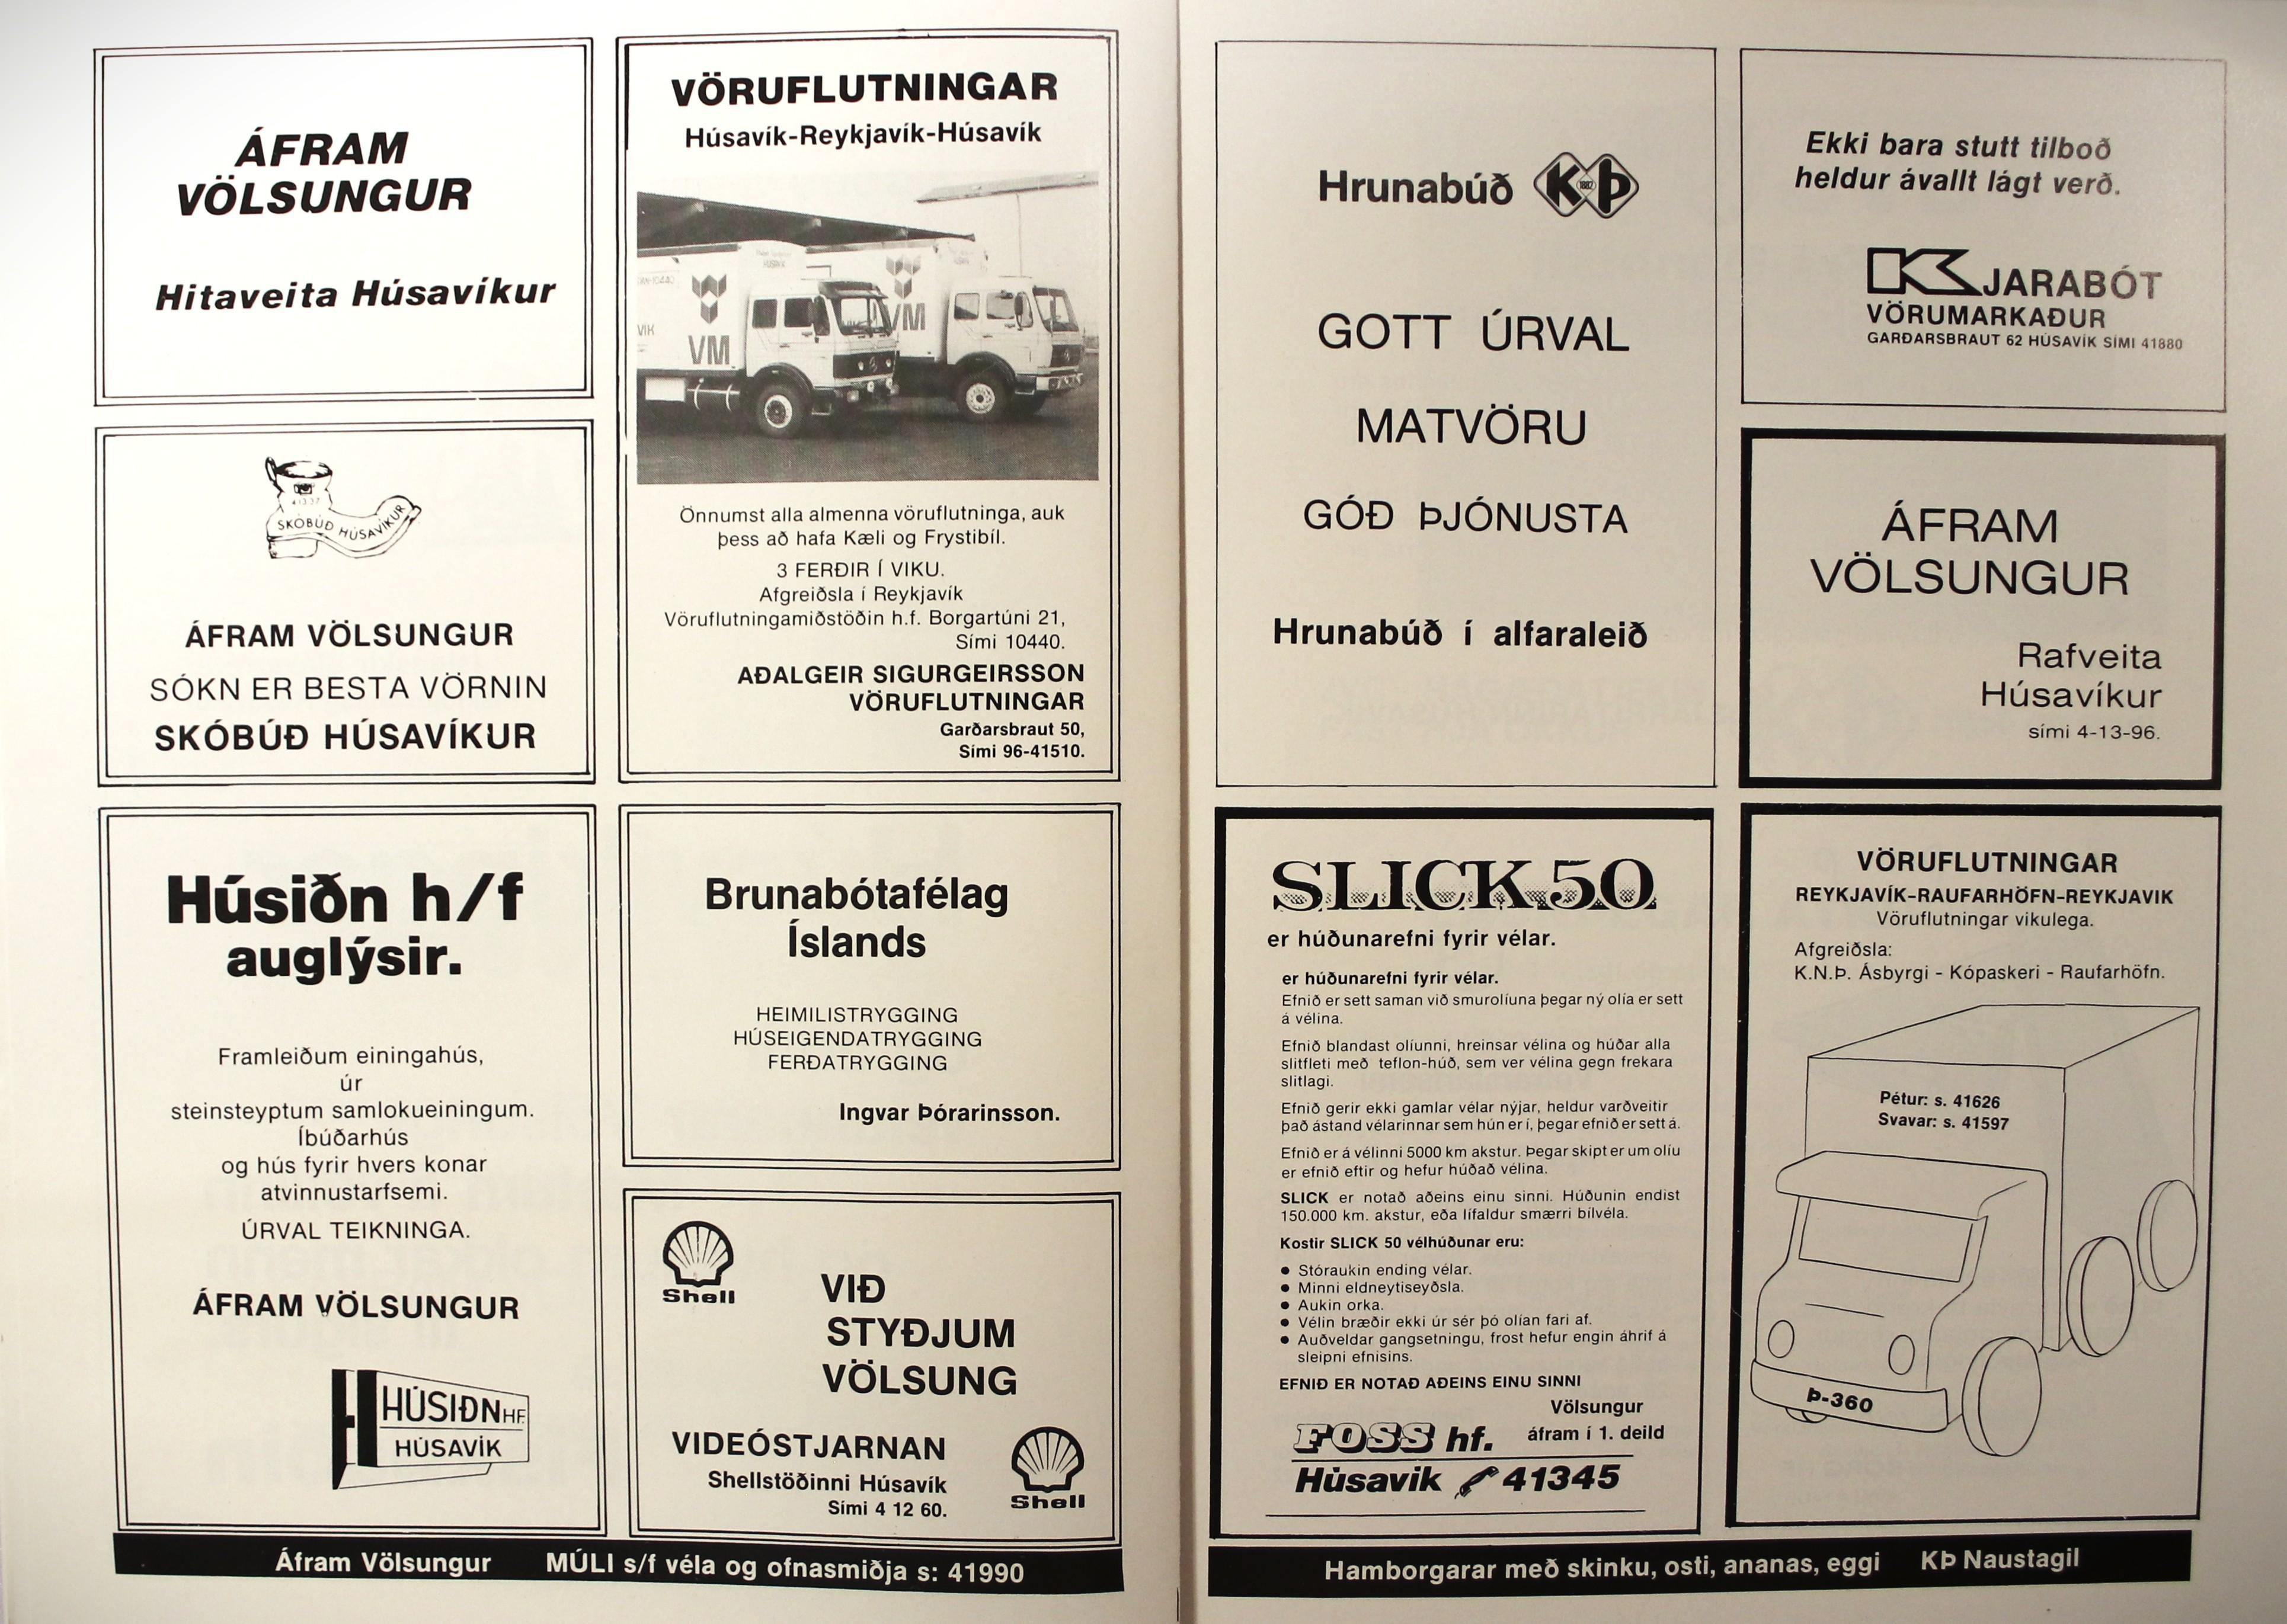 ÁFRAM
VÖLSUNGUR
Hitaveita Húsavíkur
SKÓBÚÐ HÚSAVÍKUR
ÁFRAM VÖLSUNGUR
SÓKN ER BESTA VÖRNIN
SKÓBÚÐ HÚSAVÍKUR
Húsiðn h/f
auglýsir.
Framleiðum einingahús,
úr
steinsteyptum samlokueiningum.
Íbúðarhús
og hús fyrir hvers konar
atvinnustarfsemi.
ÚRVAL TEIKNINGA.
ÁFRAM VÖLSUNGUR
HÚSIÐN HF.
HÚSAVÍK
VÖRUFLUTNINGAR
Húsavík-Reykjavík-Húsavík
VM
VM
Önnumst alla almenna vöruflutninga, auk
þess að hafa Kæli og Frystibíl.
3 FERÐIR Í VIKU.
Afgreiðsla í Reykjavík
Vöruflutningamiðstöðin h.f. Borgartúni 21,
Sími 10440.
AÐALGEIR SIGURGEIRSSON
VÖRUFLUTNINGAR
Garðarsbraut 50,
Sími 96-41510.
Brunabótafélag
Íslands
HEIMILISTRYGGING
HÚSEIGENDATRYGGING
FERÐATRYGGING
Ingvar Þórarinsson.
Shell
VIÐ
STYÐJUM
VÖLSUNG
VIDEÓSTJARNAN
Shellstöðinni Húsavík
Sími 4 12 60.
Shell
Áfram Völsungur MÚLI s/f véla og ofnasmiðja s: 41990
Hrunabúð KÞ
1882
GOTT ÚRVAL
MATVÖRU
GÓÐ ÞJÓNUSTA
Hrunabúð í alfaraleið
SLICK 50
er húðunarefni fyrir vélar.
er húðunarefni fyrir vélar.
Efnið er sett saman við smurolíuna þegar ný olía er sett
á vélina.
Efnið blandast olíunni, hreinsar vélina og húðar alla
slitfleti með teflon-húð, sem ver vélina gegn frekara
slitlagi.
Efnið gerir ekki gamlar vélar nýjar, heldur varðveitir
það ástand vélarinnar sem hún er í, þegar efnið er sett á.
Efnið er á vélinni 5000 km akstur. Þegar skipt er um olíu
er efnið eftir og hefur húðað vélina.
SLICK er notað aðeins einu sinni. Húðunin endist
150.000 km. akstur, eða lífaldur smærri bílvéla.
Kostir SLICK 50 vélhúðunar eru:
● Stóraukin ending vélar.
● Minni eldneytiseyðsla.
● Aukin orka.
● Vélin bræðir ekki úr sér þó olían fari af.
● Auðveldar gangsetningu, frost hefur engin áhrif á
sleipni efnisins.
EFNIÐ ER NOTAÐ AÐEINS EINU SINNI
Völsungur
áfram í 1. deild
FOSS hf.
Húsavik 41345
Ekki bara stutt tilboð
heldur ávallt lágt verð.
KJARABÓT
VÖRUMARKAÐUR
GARÐARSBRAUT 62 HÚSAVÍK SÍMI 41880
ÁFRAM
VÖLSUNGUR
Rafveita
Húsavíkur
sími 4-13-96.
VÖRUFLUTNINGAR
REYKJAVÍK-RAUFARHÖFN-REYKJAVIK
Vöruflutningar vikulega.
Afgreiðsla:
K.N.Þ. Ásbyrgi - Kópaskeri - Raufarhöfn.
Pétur: s. 41626
Svavar: s. 41597
Þ-360
Hamborgarar með skinku, osti, ananas, eggi KÞ Naustagil